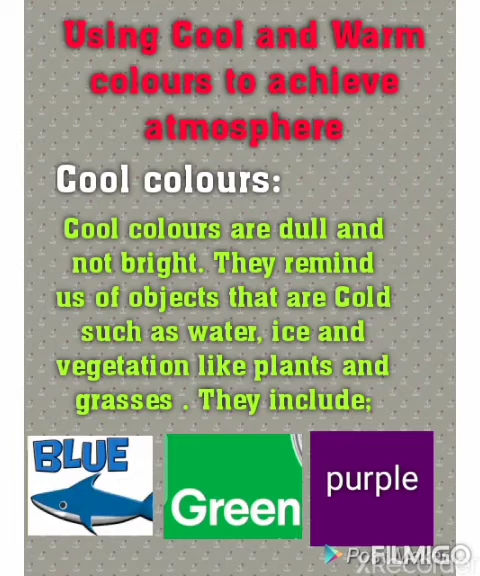 Using Cool and Warm
colours to achieve
atmosphere
Cool colours:
Cool colours are dull and
not bright. They remind
us of objects that are Cold
such as water, ice and
vegetation like plants and
grasses . They include;
BLUE
Green
purple
FILMIGO
XRecorder